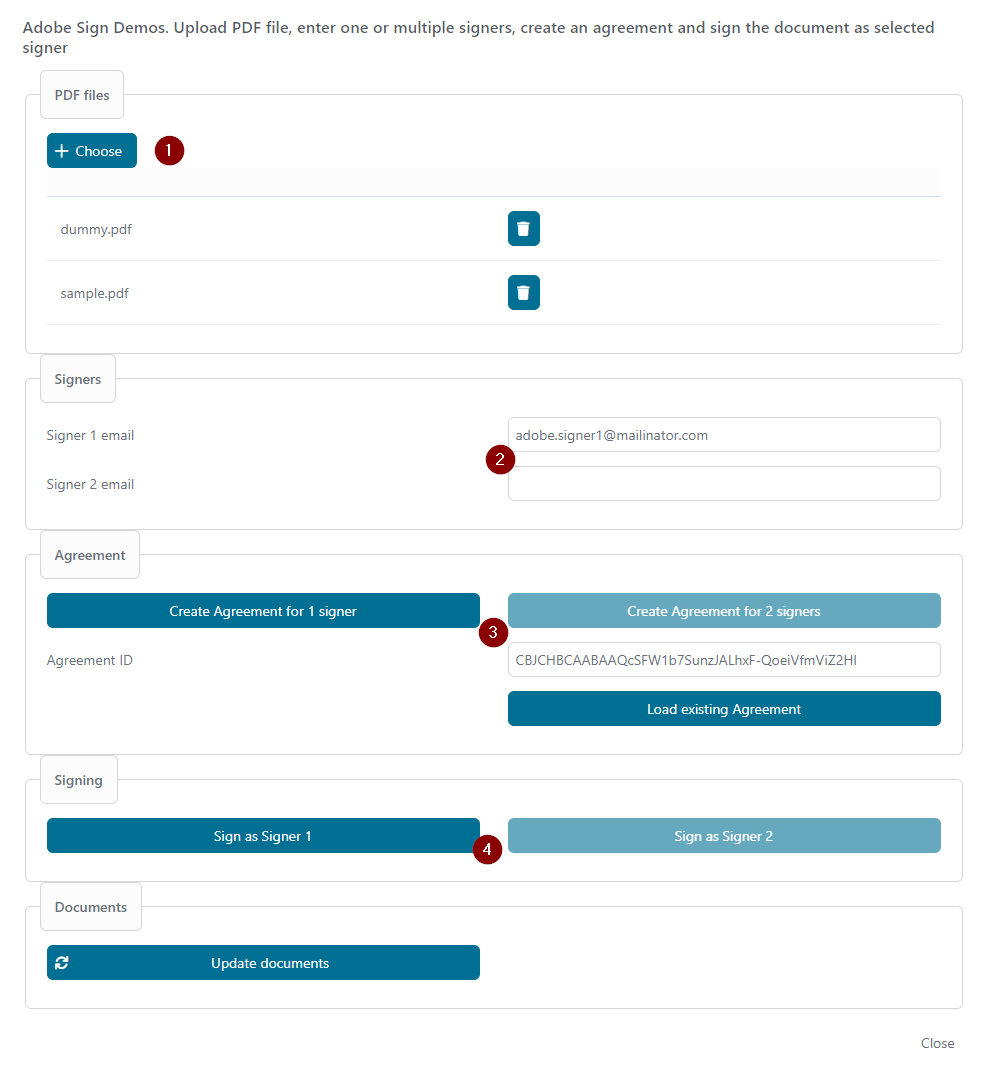 Adobe Sign Demos. Upload PDF file, enter one or multiple signers, create an agreement and sign the document as selected
signer
PDF files
Choose 1
dummy.pdf
sample.pdf
Signers
Signer 1 email adobe.signer1@mailinator.com
2
Signer 2 email
Agreement
Create Agreement for 1 signer Create Agreement for 2 signers
3
Agreement ID CBJCHBCAABAAQcSFW1b7SunzJALhxF-QoeiVfmViZ2HI
Load existing Agreement
Signing
Sign as Signer 1 Sign as Signer 2
4
Documents
Update documents
Close